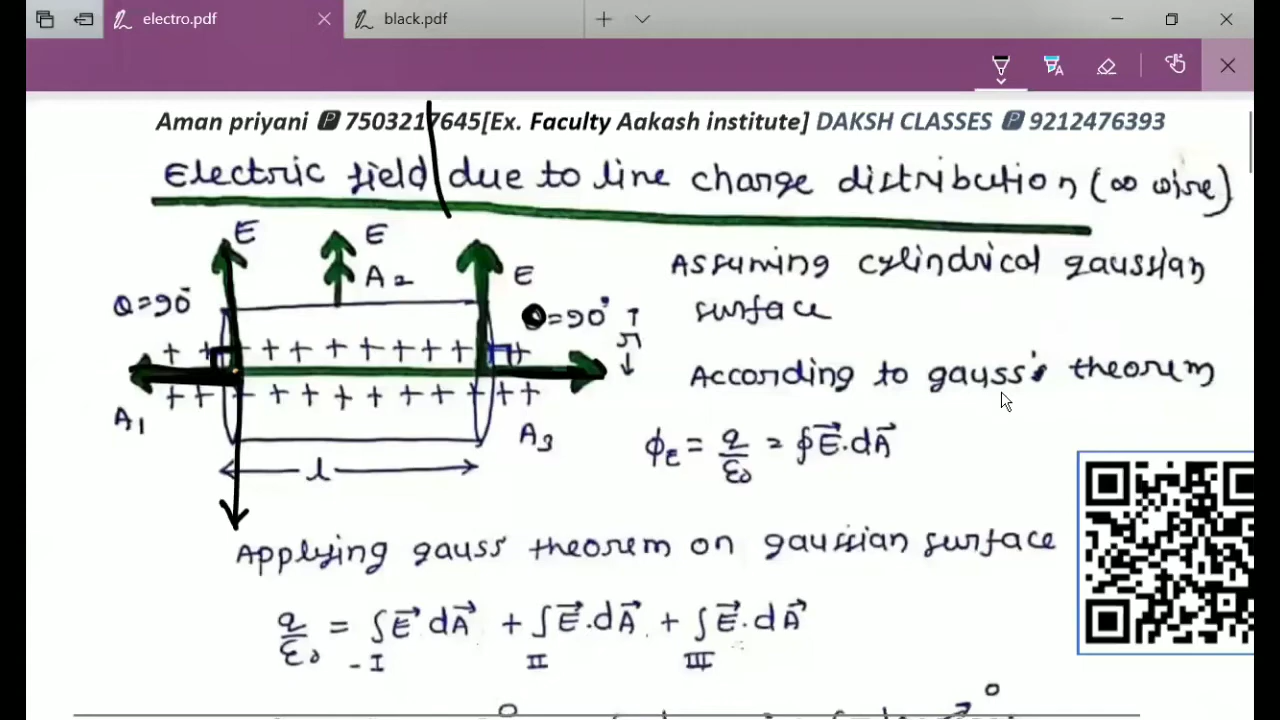 electro.pdf
black.pdf
Aman priyani 🅿 7503217645[Ex. Faculty Aakash institute] DAKSH CLASSES 🅿 9212476393
Electric field due to line charge distribution (∞ wire)
E
E
A2
E
Q=90°
θ=90°
r
+ + + + + + + + + +
+ + + + + + + + + +
A1
A3
l
Assuming cylindrical gaussian
surface
According to gauss's theorem
ϕE = q/ε0 = ∮E⃗.dA⃗
Applying gauss theorem on gaussian surface
q/ε0 = ∫E⃗ dA⃗ + ∫E⃗.dA⃗ + ∫E⃗.dA⃗
I II III
0
0